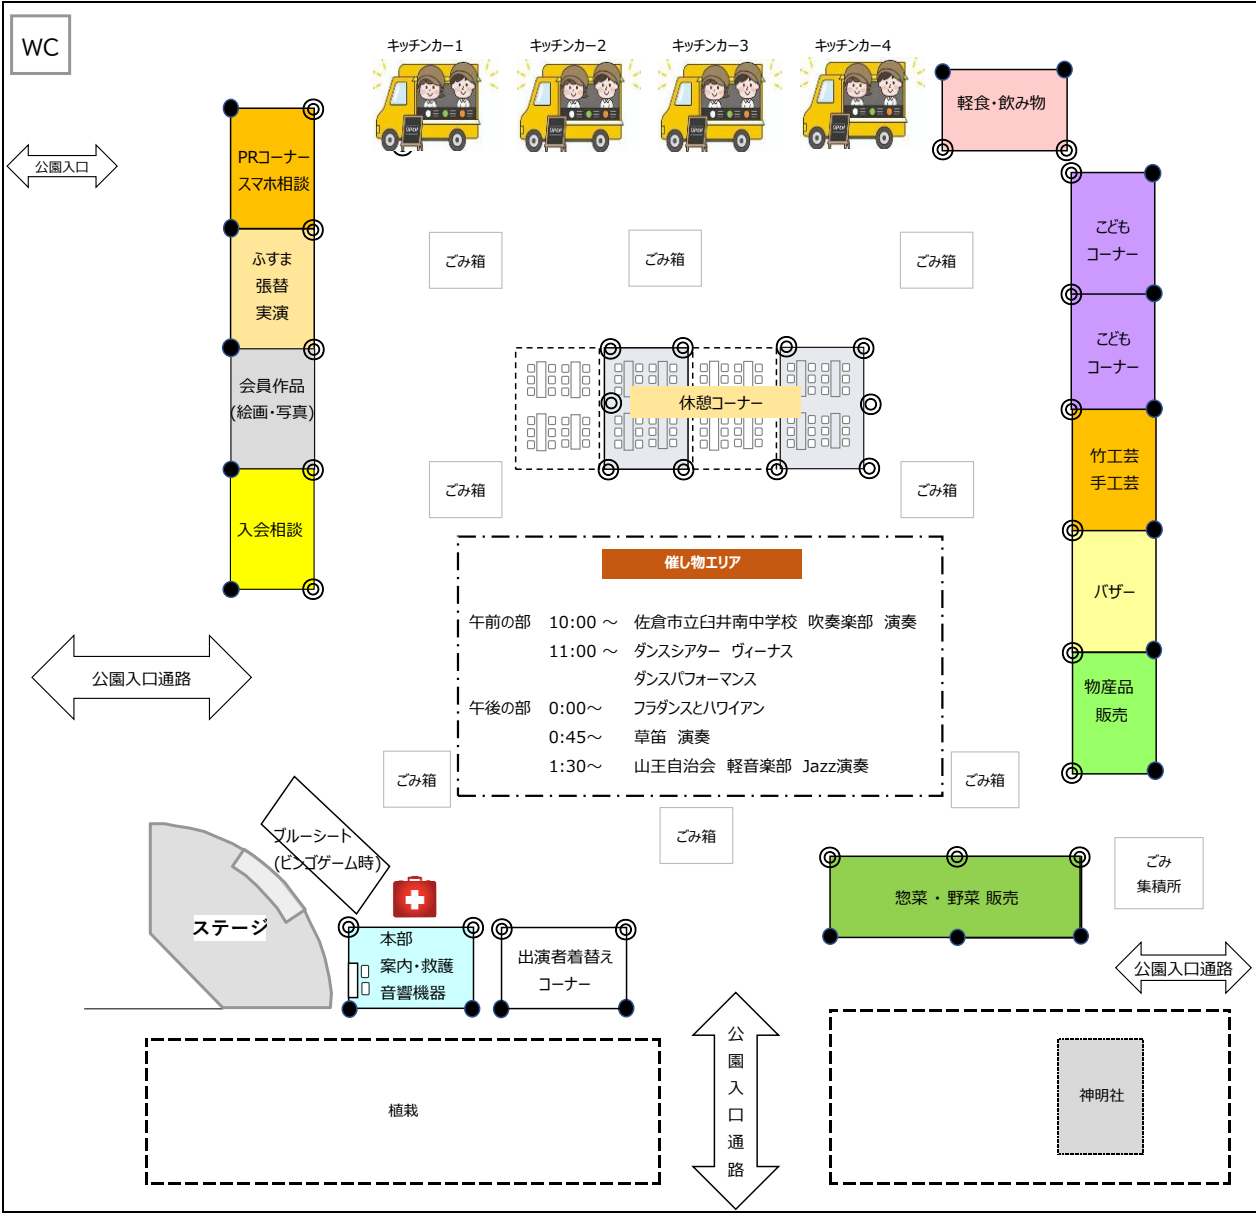 WC
キッチンカー1
キッチンカー2
キッチンカー3
キッチンカー4
軽食・飲み物
公園入口
PRコーナー
スマホ相談
ふすま
張替
実演
会員作品
(絵画・写真)
入会相談
ごみ箱
ごみ箱
ごみ箱
こども
コーナー
こども
コーナー
休憩コーナー
竹工芸
手工芸
ごみ箱
ごみ箱
バザー
物産品
販売
催し物エリア
午前の部 10:00 ～ 佐倉市立臼井南中学校 吹奏楽部 演奏
11:00 ～ ダンスシアター ヴィーナス
ダンスパフォーマンス
午後の部 0:00～ フラダンスとハワイアン
0:45～ 草笛 演奏
1:30～ 山王自治会 軽音楽部 Jazz演奏
公園入口通路
ごみ箱
ごみ箱
ごみ箱
ブルーシート
(ビンゴゲーム時)
ステージ
本部
案内・救護
音響機器
出演者着替え
コーナー
惣菜 ・ 野菜 販売
ごみ
集積所
公園入口通路
公園入口通路
植栽
神明社